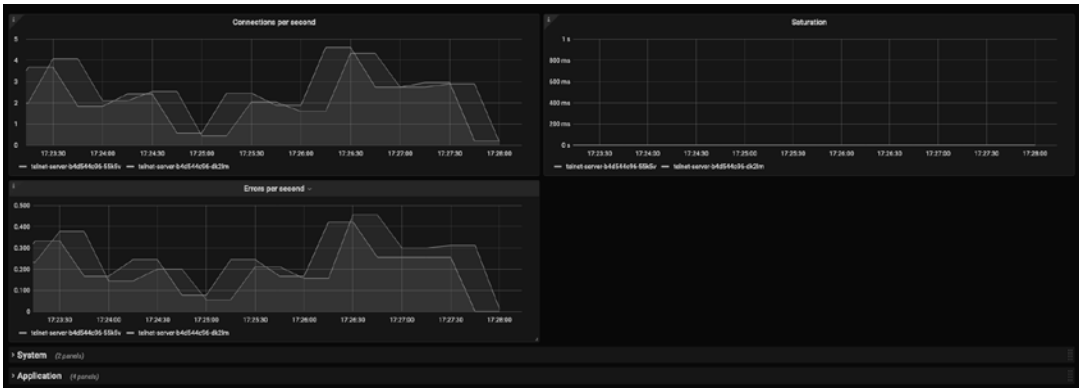 Connections per second
5
4
3
2
1
0
17:23:30 17:24:00 17:24:30 17:25:00 17:25:30 17:26:00 17:26:30 17:27:00 17:27:30 17:28:00
telnet-server-b4d544c96-55k5v telnet-server-b4d544c96-dk2lm
Saturation
1 s
800 ms
600 ms
400 ms
200 ms
0 s
17:23:30 17:24:00 17:24:30 17:25:00 17:25:30 17:26:00 17:26:30 17:27:00 17:27:30 17:28:00
telnet-server-b4d544c96-55k5v telnet-server-b4d544c96-dk2lm
Errors per second
0.500
0.400
0.300
0.200
0.100
0
17:23:30 17:24:00 17:24:30 17:25:00 17:25:30 17:26:00 17:26:30 17:27:00 17:27:30 17:28:00
telnet-server-b4d544c96-55k5v telnet-server-b4d544c96-dk2lm
System (2 panels)
Application (4 panels)